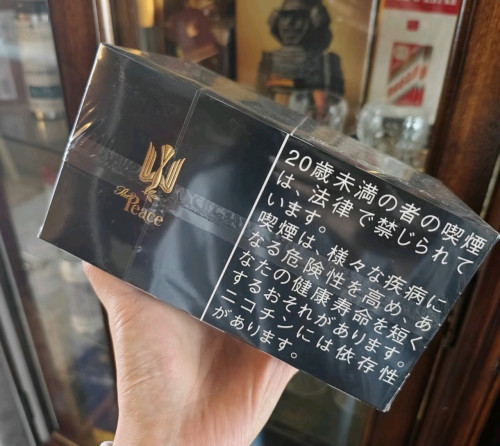 The
Peace
20歳未満の者の喫煙
は、法律で禁じられて
います。
喫煙は、様々な疾病に
なる危険性を高め、あ
なたの健康寿命を短く
するおそれがあります。
ニコチンには依存性
があります。